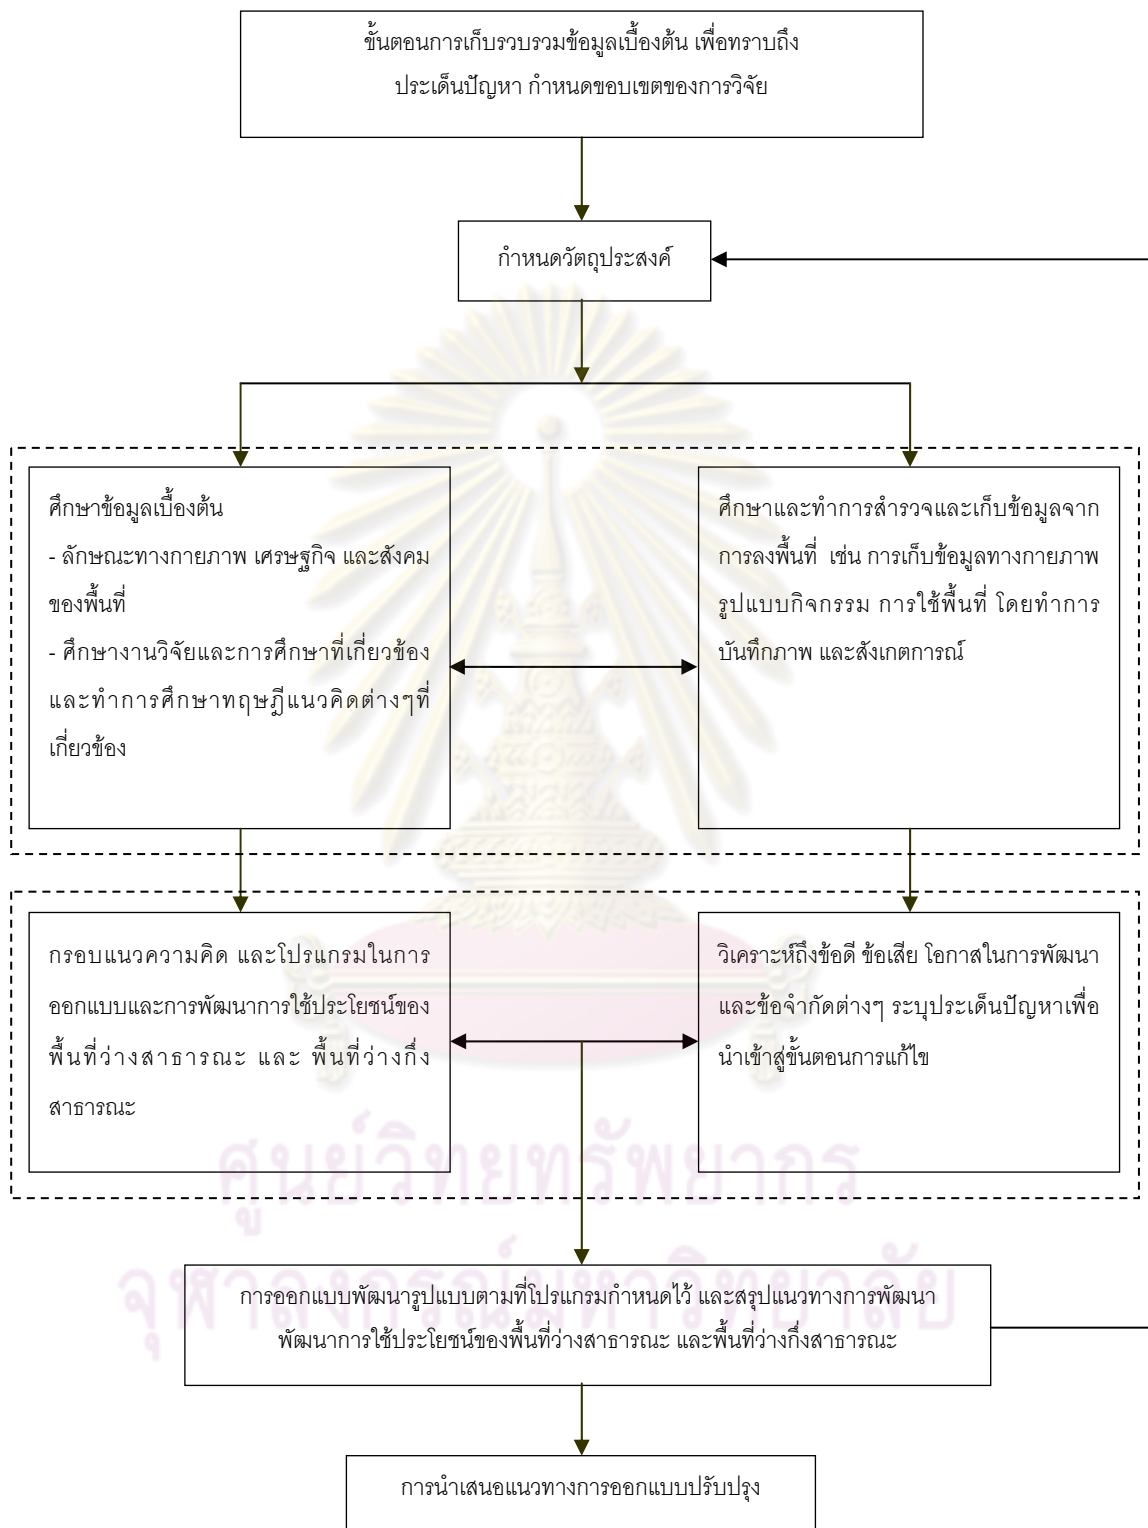 ขั้นตอนการเก็บรวบรวมข้อมูลเบื้องต้น เพื่อทราบถึง
ประเด็นปัญหา กำหนดขอบเขตของการวิจัย
กำหนดวัตถุประสงค์
ศึกษาข้อมูลเบื้องต้น
- ลักษณะทางกายภาพ เศรษฐกิจ และสังคม
ของพื้นที่
- ศึกษางานวิจัยและการศึกษาที่เกี่ยวข้อง
และทำการศึกษาทฤษฎีแนวคิดต่างๆที่
เกี่ยวข้อง
ศึกษาและทำการสำรวจและเก็บข้อมูลจาก
การลงพื้นที่ เช่น การเก็บข้อมูลทางกายภาพ
รูปแบบกิจกรรม การใช้พื้นที่ โดยทำการ
บันทึกภาพ และสังเกตการณ์
กรอบแนวความคิด และโปรแกรมในการ
ออกแบบและการพัฒนาการใช้ประโยชน์ของ
พื้นที่ว่างสาธารณะ และ พื้นที่ว่างกึ่ง
สาธารณะ
วิเคราะห์ถึงข้อดี ข้อเสีย โอกาสในการพัฒนา
และข้อจำกัดต่างๆ ระบุประเด็นปัญหาเพื่อ
นำเข้าสู่ขั้นตอนการแก้ไข
ศูนย์วิทยทรัพยากร
จุฬาลงกรณ์มหาวิทยาลัย
การออกแบบพัฒนารูปแบบตามที่โปรแกรมกำหนดไว้ และสรุปแนวทางการพัฒนา
พัฒนาการใช้ประโยชน์ของพื้นที่ว่างสาธารณะ และพื้นที่ว่างกึ่งสาธารณะ
การนำเสนอแนวทางการออกแบบปรับปรุง